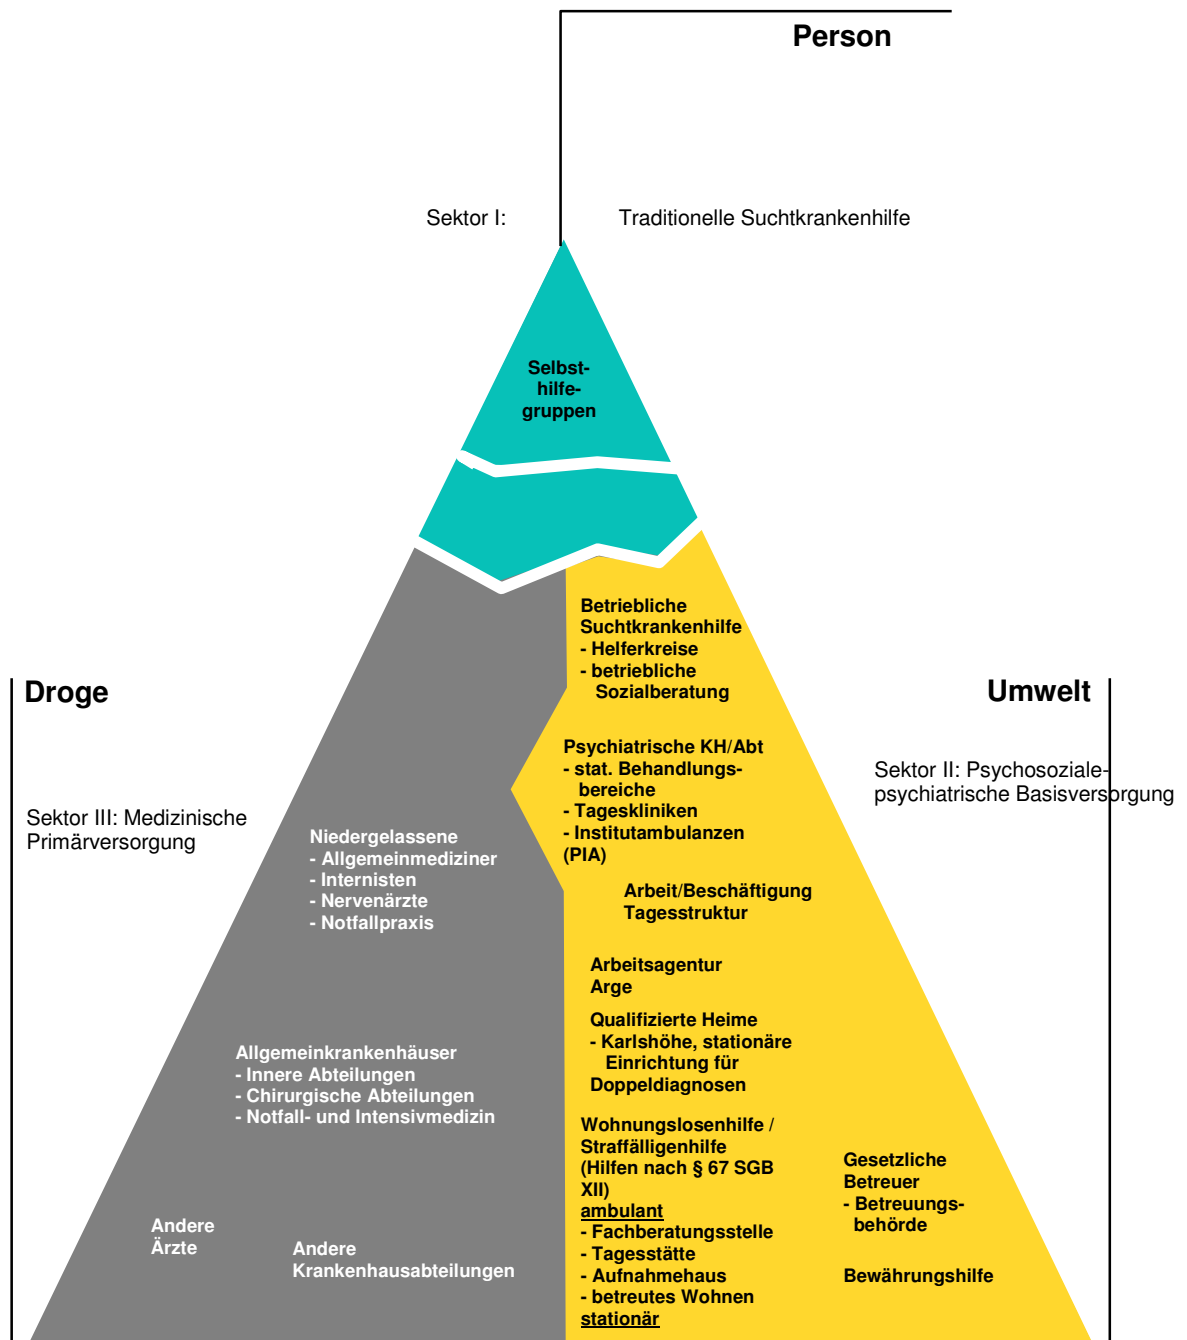 Person
Sektor I: Traditionelle Suchtkrankenhilfe
Selbst-
hilfe-
gruppen
Betriebliche
Suchtkrankenhilfe
- Helferkreise
- betriebliche
Sozialberatung
Droge
Umwelt
Psychiatrische KH/Abt
- stat. Behandlungs-
bereiche
- Tageskliniken
- Institutambulanzen
(PIA)
Sektor II: Psychosoziale-
psychiatrische Basisversorgung
Sektor III: Medizinische
Primärversorgung
Niedergelassene
- Allgemeinmediziner
- Internisten
- Nervenärzte
- Notfallpraxis
Arbeit/Beschäftigung
Tagesstruktur
Arbeitsagentur
Arge
Qualifizierte Heime
- Karlshöhe, stationäre
Einrichtung für
Doppeldiagnosen
Allgemeinkrankenhäuser
- Innere Abteilungen
- Chirurgische Abteilungen
- Notfall- und Intensivmedizin
Wohnungslosenhilfe /
Straffälligenhilfe
(Hilfen nach § 67 SGB
XII)
ambulant
- Fachberatungsstelle
- Tagesstätte
- Aufnahmehaus
- betreutes Wohnen
stationär
Gesetzliche
Betreuer
- Betreuungs-
behörde
Bewährungshilfe
Andere
Ärzte
Andere
Krankenhausabteilungen